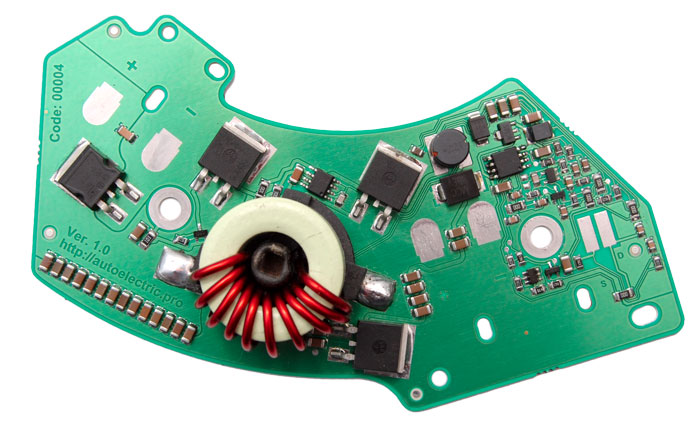 +
-
Code: 00004
Ver. 1.0
http://autoelectric.pro
D
S